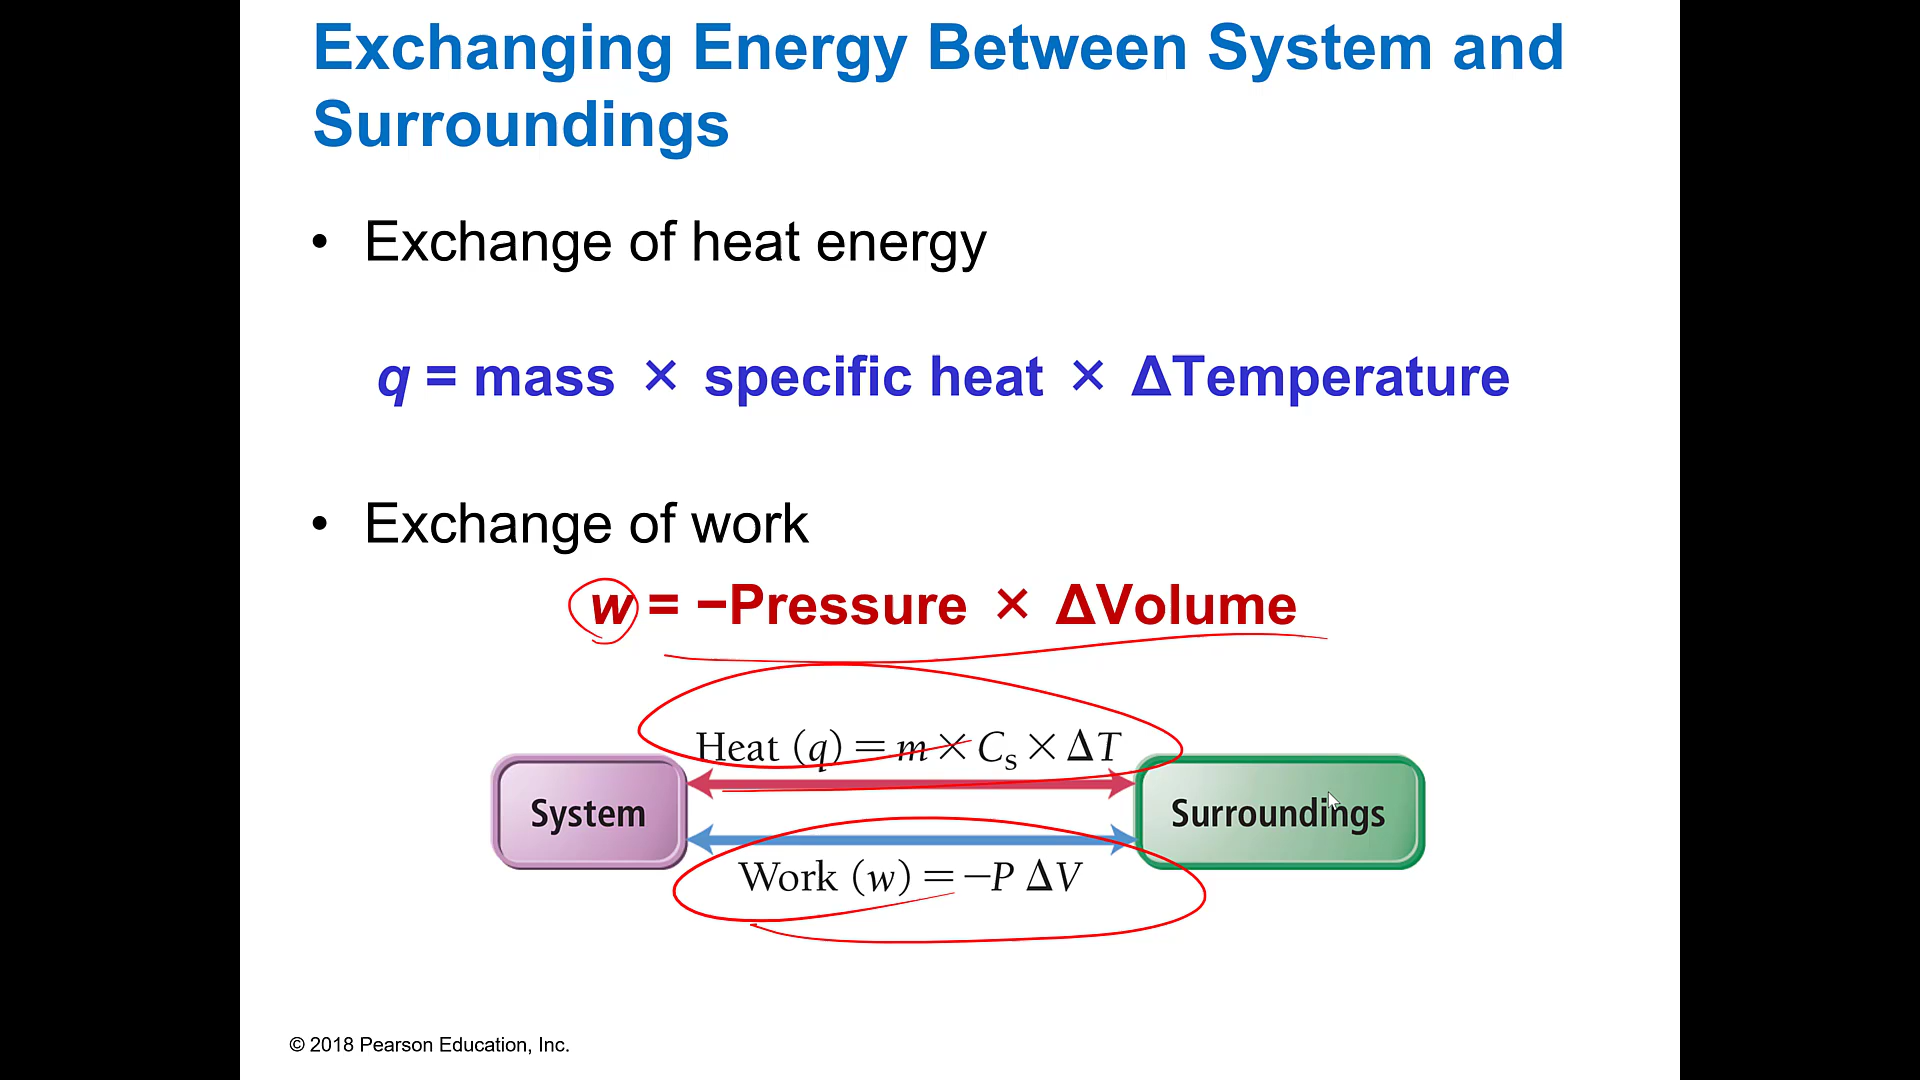 Exchanging Energy Between System and
Surroundings
• Exchange of heat energy
q = mass × specific heat × ΔTemperature
• Exchange of work
w = −Pressure × ΔVolume
Heat (q) = m × Cₛ × ΔT
System
Surroundings
Work (w) = −P ΔV
© 2018 Pearson Education, Inc.